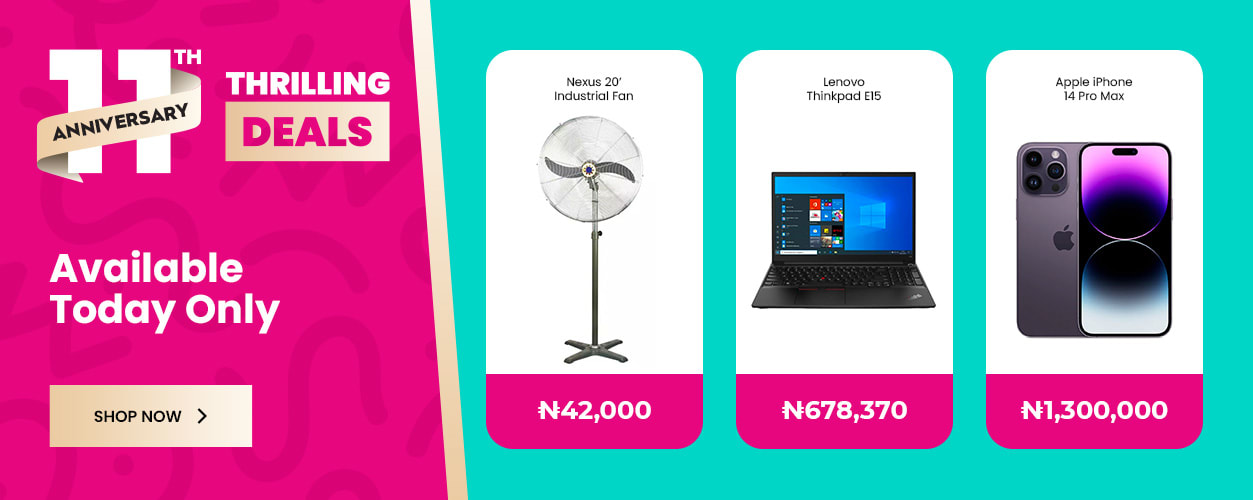 11TH
ANNIVERSARY
THRILLING
DEALS
Available
Today Only
SHOP NOW
Nexus 20’
Industrial Fan
₦42,000
Lenovo
Thinkpad E15
₦678,370
Apple iPhone
14 Pro Max
₦1,300,000